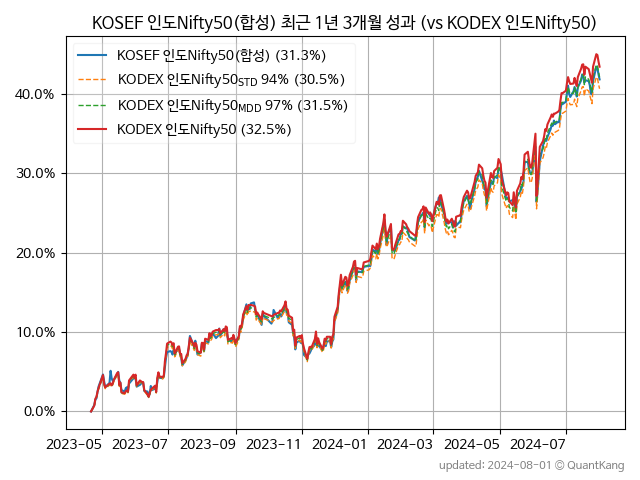 KOSEF 인도Nifty50(합성) 최근 1년 3개월 성과 (vs KODEX 인도Nifty50)
KOSEF 인도Nifty50(합성) (31.3%)
KODEX 인도Nifty50STD 94% (30.5%)
KODEX 인도Nifty50MDD 97% (31.5%)
KODEX 인도Nifty50 (32.5%)
40.0%
30.0%
20.0%
10.0%
0.0%
2023-05 2023-07 2023-09 2023-11 2024-01 2024-03 2024-05 2024-07
updated: 2024-08-01 © QuantKang